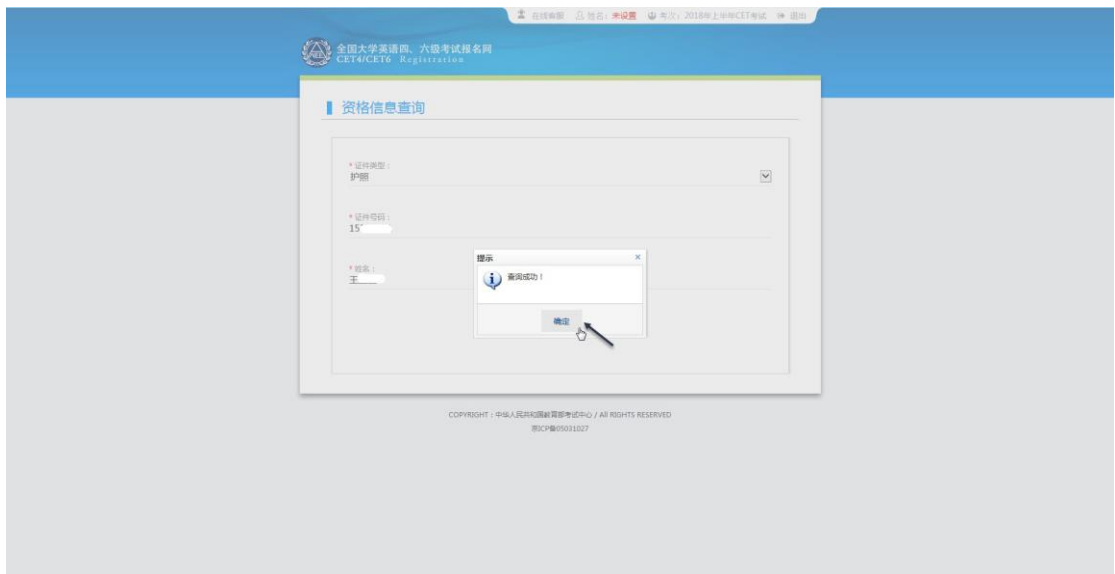 在线客服 姓名: 未设置 考次: 2018年上半年CET考试 退出
全国大学英语四、六级考试报名网
CET4/CET6 Registration
资格信息查询
* 证件类型:
护照
* 证件号码:
15
* 姓名:
王
提示 ×
查询成功!
确定
COPYRIGHT:中华人民共和国教育部考试中心 / All RIGHTS RESERVED
京ICP备05031027